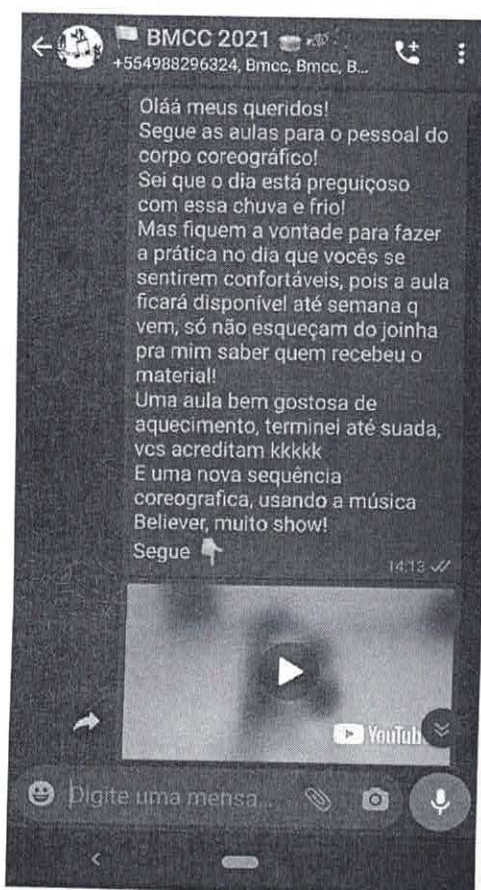 BMCC 2021
+554988296324, Bmcc, Bmcc, B...
Oláá meus queridos!
Segue as aulas para o pessoal do
corpo coreográfico!
Sei que o dia está preguiçoso
com essa chuva e frio!
Mas fiquem a vontade para fazer
a prática no dia que vocês se
sentirem confortáveis, pois a aula
ficará disponível até semana q
vem, só não esqueçam do joinha
pra mim saber quem recebeu o
material!
Uma aula bem gostosa de
aquecimento, terminei até suada,
vcs acreditam kkkkk
E uma nova sequência
coreografica, usando a música
Believer, muito show!
Segue
14:13
YouTub
Digite uma mensa...